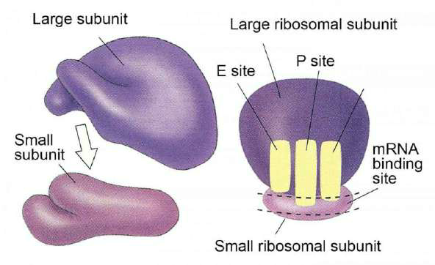 Large subunit
Small
subunit
Large ribosomal subunit
E site
P site
mRNA
binding
site
Small ribosomal subunit